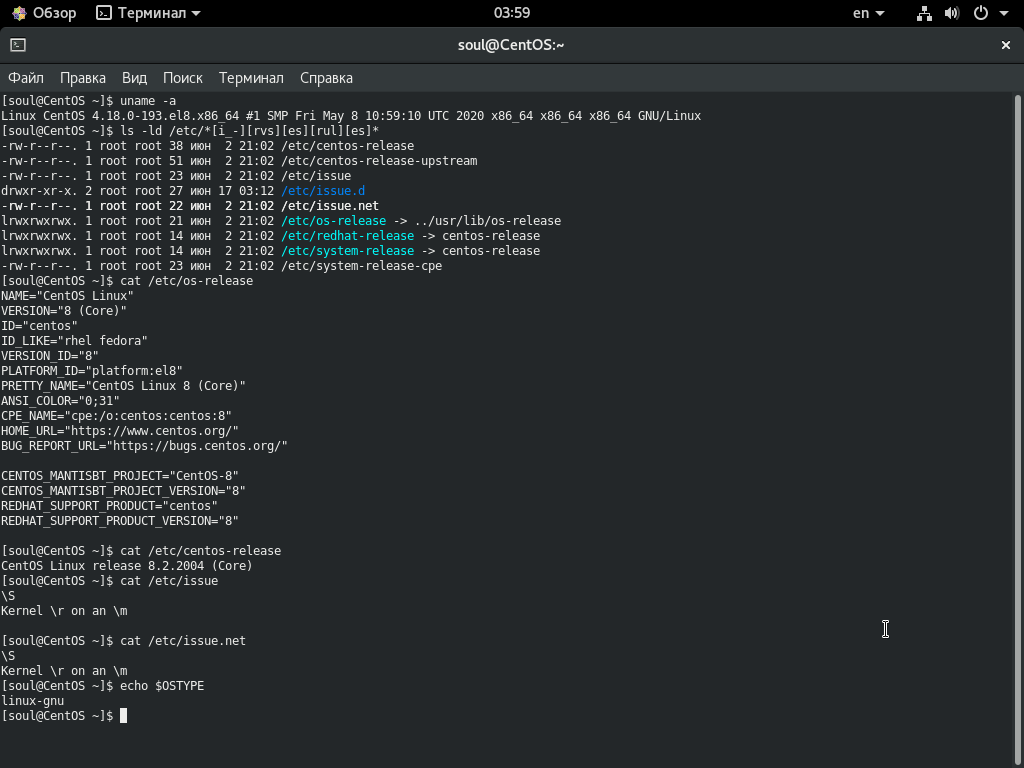 Обзор Терминал 03:59 en
soul@CentOS:~
Файл Правка Вид Поиск Терминал Справка
[soul@CentOS ~]$ uname -a
Linux CentOS 4.18.0-193.el8.x86_64 #1 SMP Fri May 8 10:59:10 UTC 2020 x86_64 x86_64 x86_64 GNU/Linux
[soul@CentOS ~]$ ls -ld /etc/*[i_-][rvs][es][rul][es]*
-rw-r--r--. 1 root root 38 июн  2 21:02 /etc/centos-release
-rw-r--r--. 1 root root 51 июн  2 21:02 /etc/centos-release-upstream
-rw-r--r--. 1 root root 23 июн  2 21:02 /etc/issue
drwxr-xr-x. 2 root root 27 июн 17 03:12 /etc/issue.d
-rw-r--r--. 1 root root 22 июн  2 21:02 /etc/issue.net
lrwxrwxrwx. 1 root root 21 июн  2 21:02 /etc/os-release -> ../usr/lib/os-release
lrwxrwxrwx. 1 root root 14 июн  2 21:02 /etc/redhat-release -> centos-release
lrwxrwxrwx. 1 root root 14 июн  2 21:02 /etc/system-release -> centos-release
-rw-r--r--. 1 root root 23 июн  2 21:02 /etc/system-release-cpe
[soul@CentOS ~]$ cat /etc/os-release
NAME="CentOS Linux"
VERSION="8 (Core)"
ID="centos"
ID_LIKE="rhel fedora"
VERSION_ID="8"
PLATFORM_ID="platform:el8"
PRETTY_NAME="CentOS Linux 8 (Core)"
ANSI_COLOR="0;31"
CPE_NAME="cpe:/o:centos:centos:8"
HOME_URL="https://www.centos.org/"
BUG_REPORT_URL="https://bugs.centos.org/"

CENTOS_MANTISBT_PROJECT="CentOS-8"
CENTOS_MANTISBT_PROJECT_VERSION="8"
REDHAT_SUPPORT_PRODUCT="centos"
REDHAT_SUPPORT_PRODUCT_VERSION="8"

[soul@CentOS ~]$ cat /etc/centos-release
CentOS Linux release 8.2.2004 (Core)
[soul@CentOS ~]$ cat /etc/issue
\S
Kernel \r on an \m

[soul@CentOS ~]$ cat /etc/issue.net
\S
Kernel \r on an \m
[soul@CentOS ~]$ echo $OSTYPE
linux-gnu
[soul@CentOS ~]$